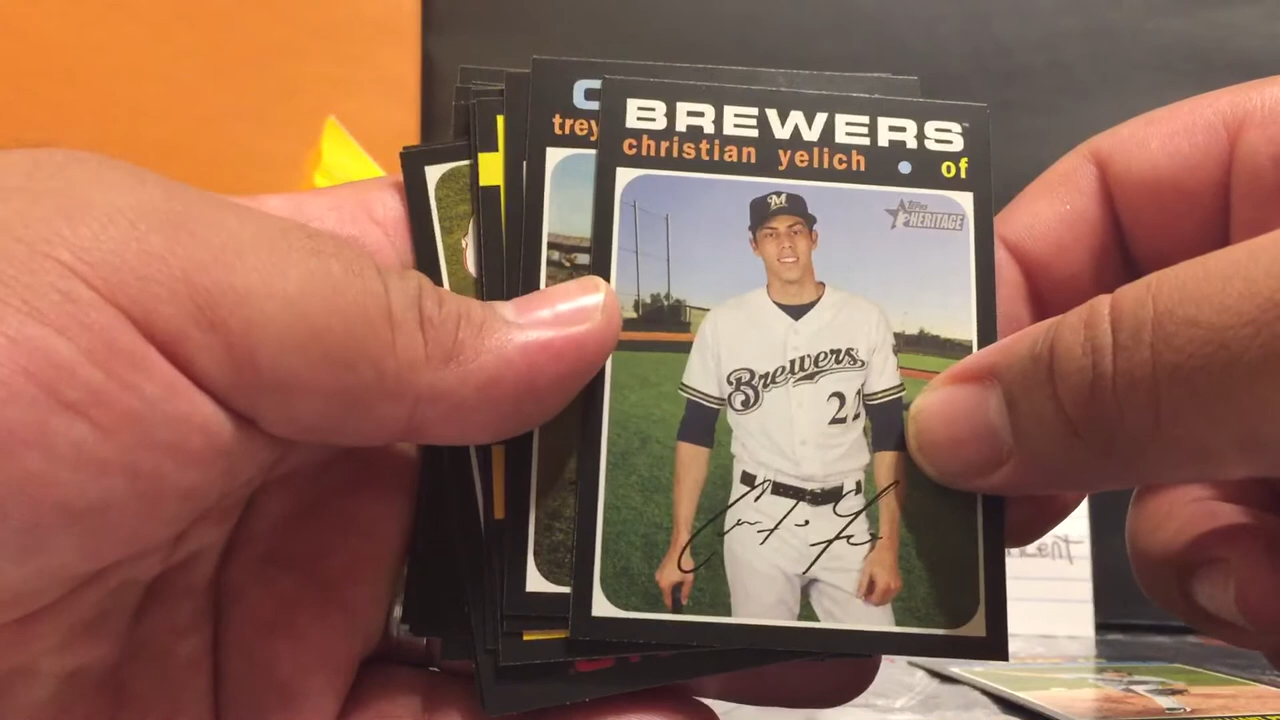 BREWERS
christian yelich • of
C
trey
M
Topps
HERITAGE
Brewers
22